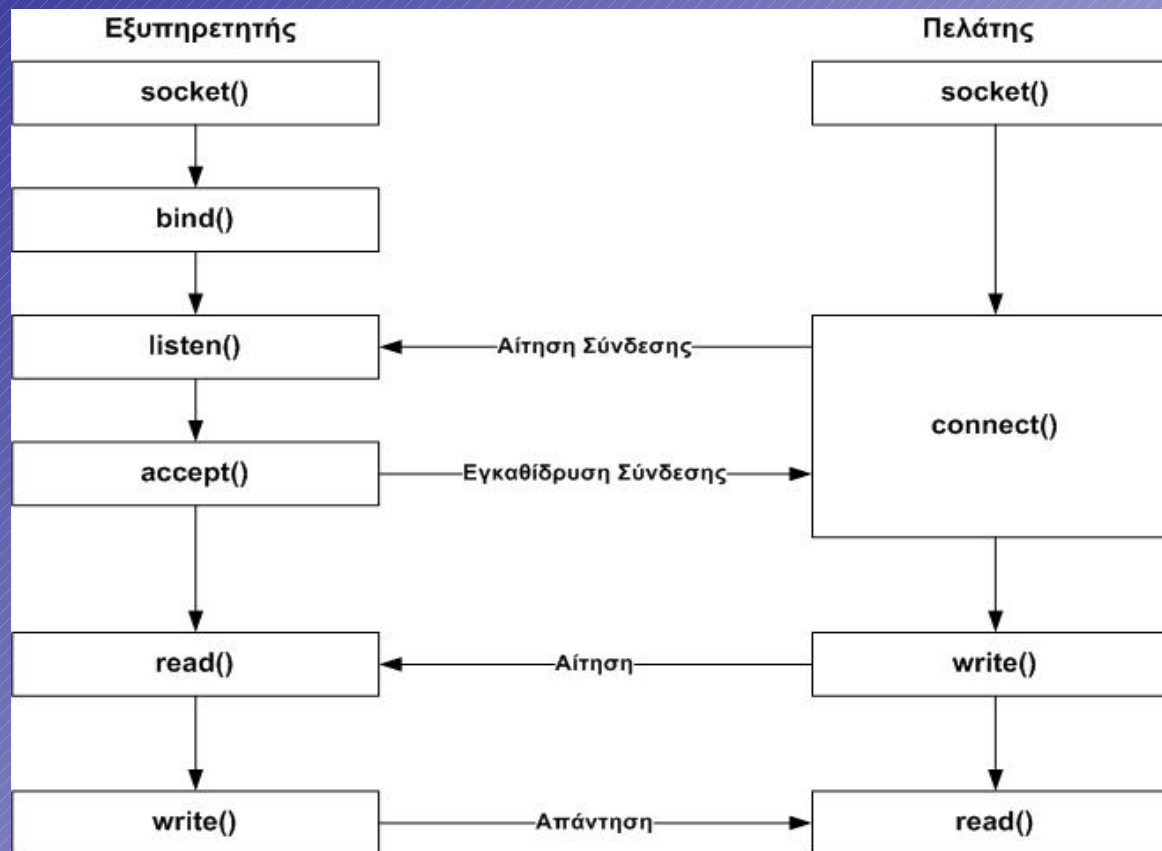 Εξυπηρετητής
Πελάτης
socket()
socket()
bind()
listen()
Αίτηση Σύνδεσης
connect()
accept()
Εγκαθίδρυση Σύνδεσης
read()
Αίτηση
write()
write()
Απάντηση
read()